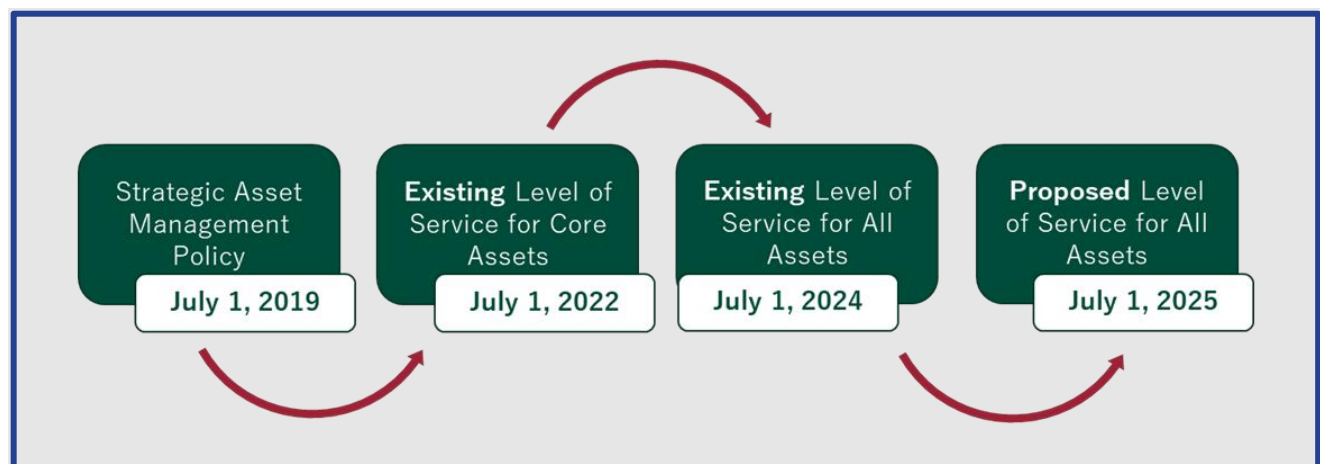 Strategic Asset
Management
Policy
July 1, 2019
Existing Level of
Service for Core
Assets
July 1, 2022
Existing Level of
Service for All
Assets
July 1, 2024
Proposed Level
of Service for All
Assets
July 1, 2025